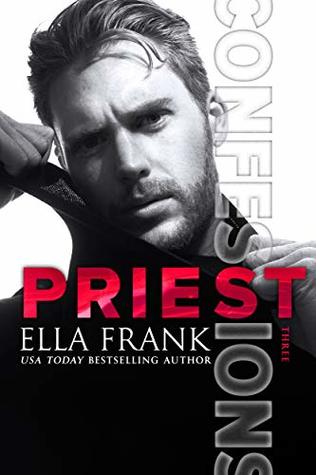 CONFESSIONS
PRIEST
THREE
ELLA FRANK
USA TODAY BESTSELLING AUTHOR